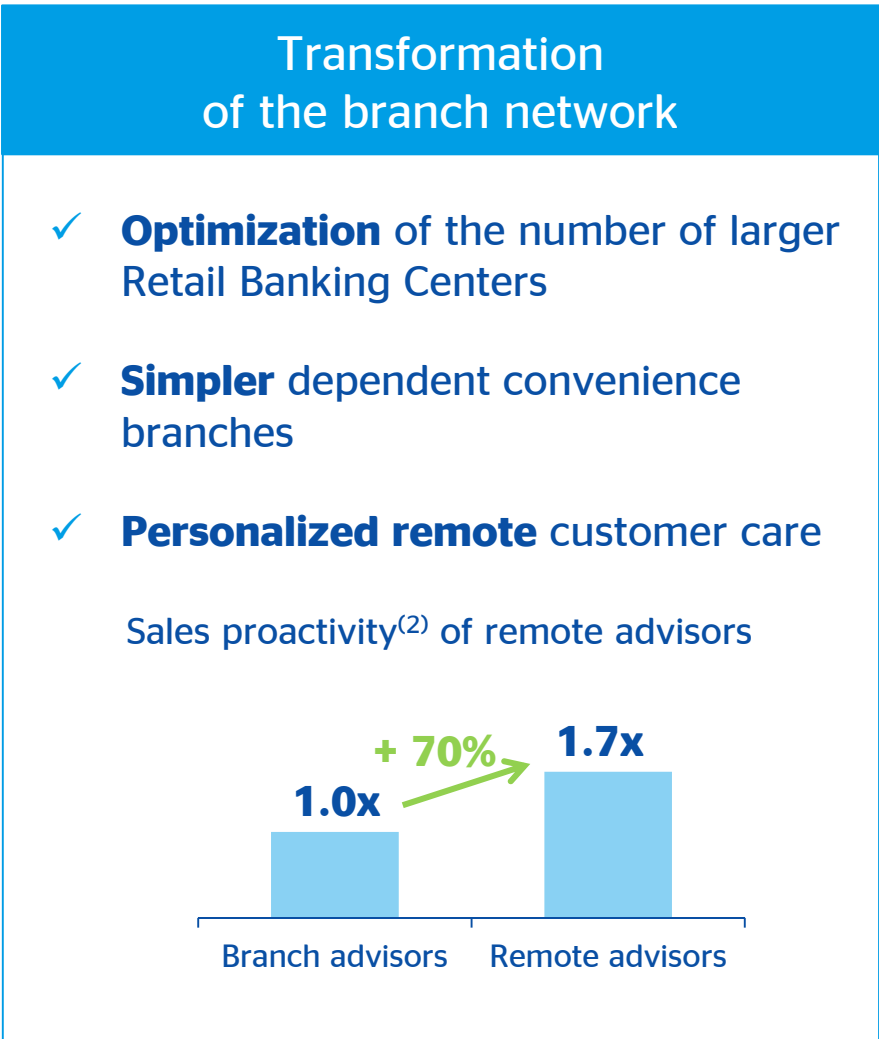 Transformation
of the branch network
✓ Optimization of the number of larger
Retail Banking Centers
✓ Simpler dependent convenience
branches
✓ Personalized remote customer care
Sales proactivity(2) of remote advisors
+ 70%
1.7x
1.0x
Branch advisors
Remote advisors